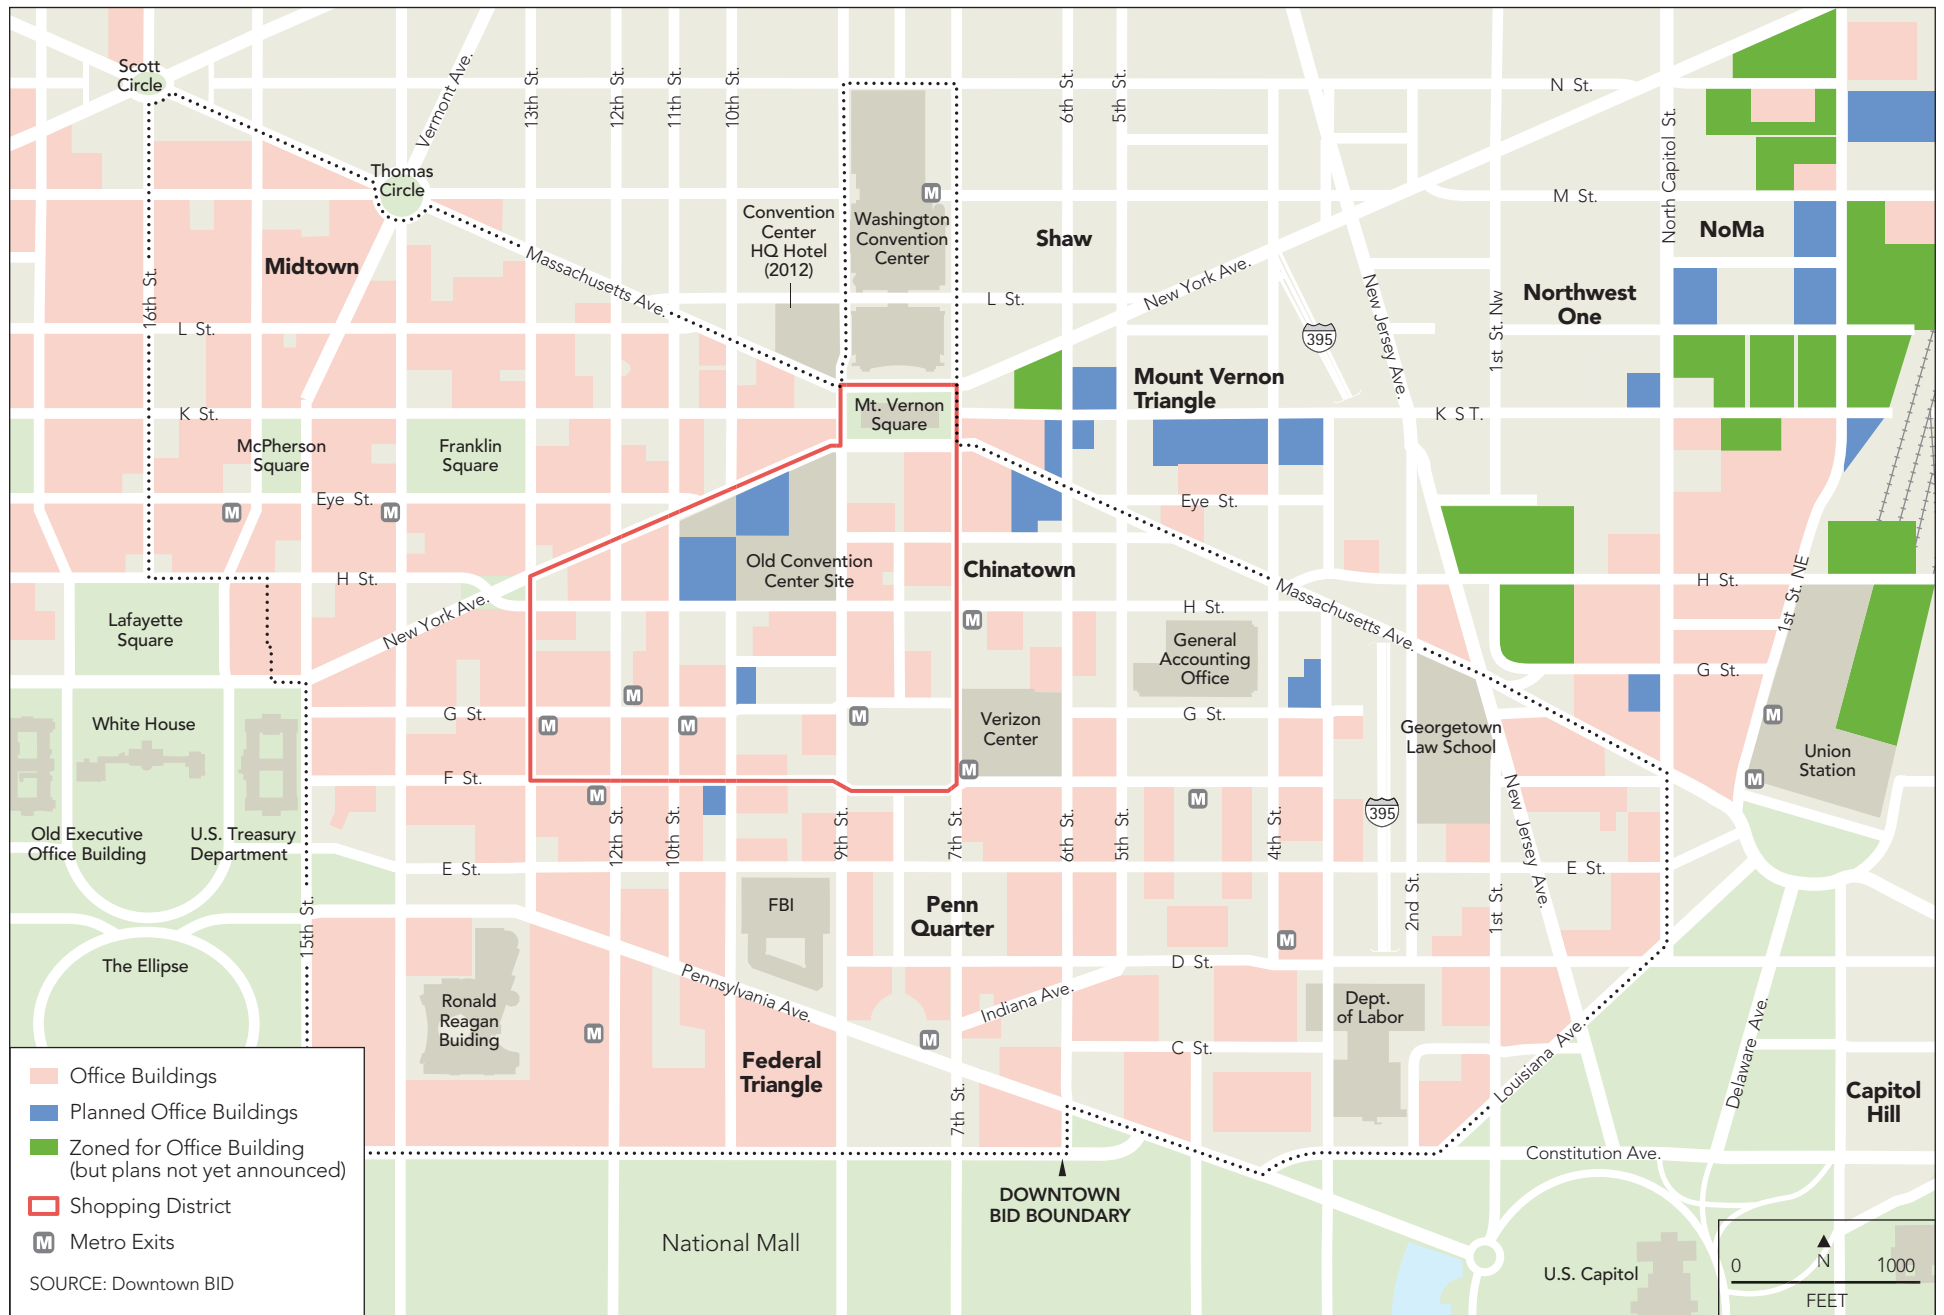 Scott
Circle
Vermont Ave.
13th St.
12th St.
11th St.
10th St.
6th St.
5th St.
N St.
North Capitol St.
Thomas
Circle
M
M St.
Convention
Center
HQ Hotel
(2012)
Washington
Convention
Center
Shaw
NoMa
Midtown
16th St.
Massachusetts Ave.
L St.
New York Ave.
New Jersey Ave.
1st St. Nw
Northwest
One
L St.
395
Mount Vernon
Triangle
K St.
Mt. Vernon
Square
K ST.
McPherson
Square
Franklin
Square
Eye St.
Eye St.
M
M
Old Convention
Center Site
Chinatown
H St.
H St.
1st St. NE
Massachusetts Ave.
H St.
Lafayette
Square
New York Ave.
M
General
Accounting
Office
G St.
M
White House
G St.
M
M
M
Verizon
Center
G St.
Georgetown
Law School
M
Union
Station
F St.
M
M
M
M
395
New Jersey Ave.
Old Executive
Office Building
U.S. Treasury
Department
12th St.
10th St.
9th St.
7th St.
6th St.
5th St.
4th St.
E St.
E St.
2nd St.
1st St.
15th St.
FBI
Penn
Quarter
M
The Ellipse
D St.
Pennsylvania Ave.
Indiana Ave.
Ronald
Reagan
Buiding
Dept.
of Labor
M
M
C St.
Louisiana Ave.
Delaware Ave.
Federal
Triangle
7th St.
Capitol
Hill
Constitution Ave.
Office Buildings
Planned Office Buildings
Zoned for Office Building
(but plans not yet announced)
Shopping District
M Metro Exits
SOURCE: Downtown BID
DOWNTOWN
BID BOUNDARY
National Mall
U.S. Capitol
0
N
1000
FEET